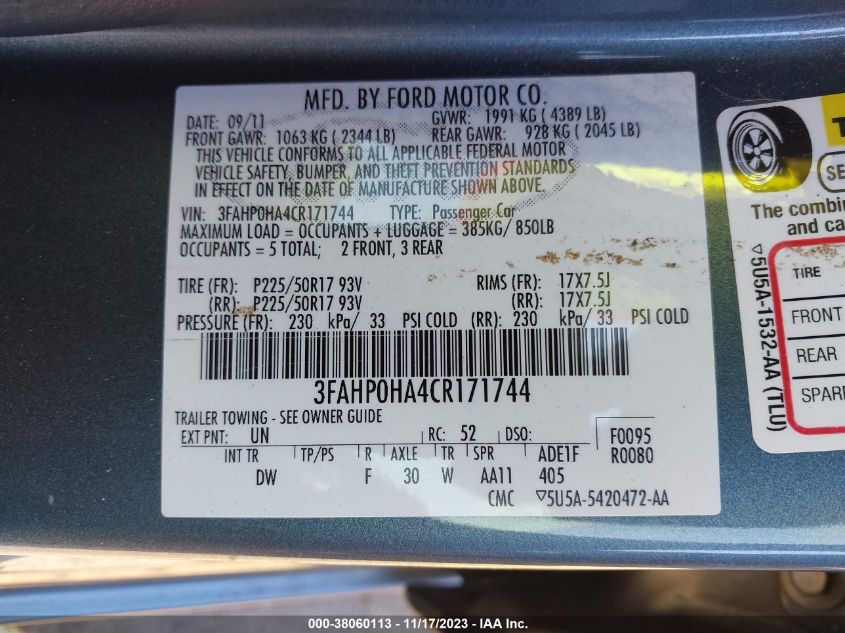 MFD. BY FORD MOTOR CO.
DATE: 09/11 GVWR: 1991 KG ( 4389 LB)
FRONT GAWR: 1063 KG ( 2344 LB) REAR GAWR: 928 KG ( 2045 LB)
THIS VEHICLE CONFORMS TO ALL APPLICABLE FEDERAL MOTOR
VEHICLE SAFETY, BUMPER, AND THEFT PREVENTION STANDARDS
IN EFFECT ON THE DATE OF MANUFACTURE SHOWN ABOVE.
VIN: 3FAHP0HA4CR171744 TYPE: Passenger Car
MAXIMUM LOAD = OCCUPANTS + LUGGAGE = 385KG/ 850LB
OCCUPANTS = 5 TOTAL; 2 FRONT, 3 REAR
TIRE (FR): P225/50R17 93V RIMS (FR): 17X7.5J
(RR): P225/50R17 93V (RR): 17X7.5J
PRESSURE (FR): 230 kPa/ 33 PSI COLD (RR): 230 kPa/ 33 PSI COLD
3FAHP0HA4CR171744
TRAILER TOWING - SEE OWNER GUIDE
EXT PNT: UN RC: 52 DSO: F0095
INT TR TP/PS R AXLE TR SPR ADE1F R0080
DW F 30 W AA11 405
CMC ▽5U5A-5420472-AA
T
SE
The combin
and ca
TIRE
FRONT
REAR
SPAR
▽5U5A-1532-AA (TLU)
000-38060113 - 11/17/2023 - IAA Inc.